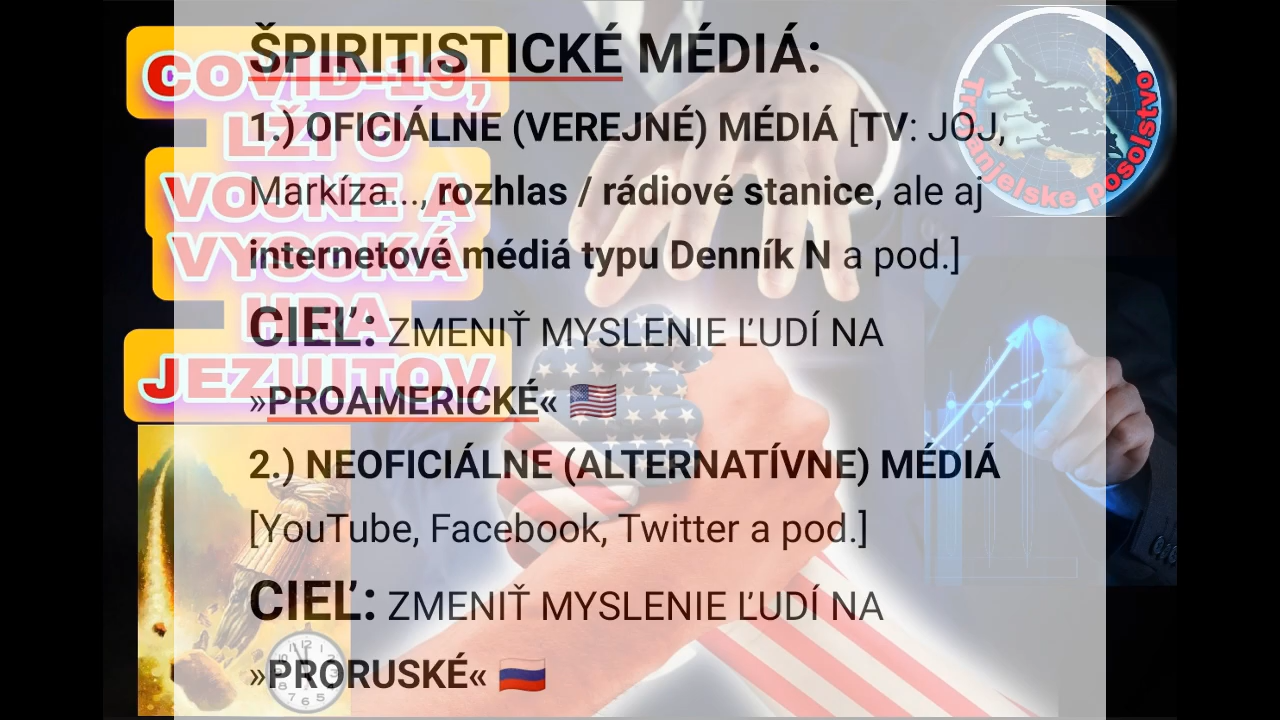 ŠPIRITISTICKÉ MÉDIÁ:
1.) OFICIÁLNE (VEREJNÉ) MÉDIÁ [TV: JOJ,
Markíza..., rozhlas / rádiové stanice, ale aj
internetové médiá typu Denník N a pod.]
CIEĽ: ZMENIŤ MYSLENIE ĽUDÍ NA
»PROAMERICKÉ«
2.) NEOFICIÁLNE (ALTERNATÍVNE) MÉDIÁ
[YouTube, Facebook, Twitter a pod.]
CIEĽ: ZMENIŤ MYSLENIE ĽUDÍ NA
»PRORUSKÉ«
COVID-19,
LŽI O
VOJNE A
VYSOKÁ
HRA
JEZUITOV
Trojanjelske posolstvo